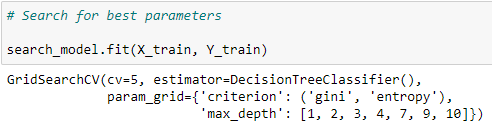 # Search for best parameters
search_model.fit(X_train, Y_train)
GridSearchCV(cv=5, estimator=DecisionTreeClassifier(),
             param_grid={'criterion': ('gini', 'entropy'),
                         'max_depth': [1, 2, 3, 4, 7, 9, 10]})